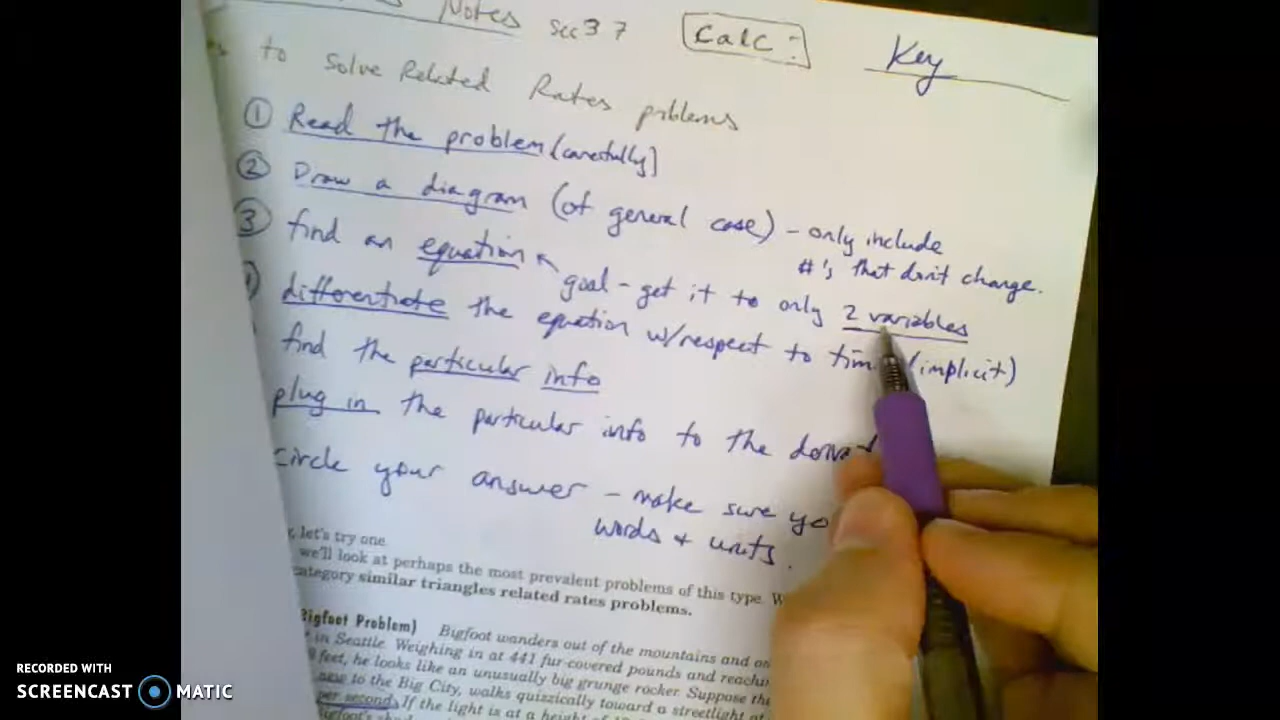 Notes sec 3 7 Calc: Key
to Solve Related Rates problems
① Read the problem (carefully)
② Draw a diagram (of general case) - only include
#'s that don't change.
③ find an equation
goal - get it to only 2 variables
differentiate the equation w/respect to (implicit)
find the particular info
plug in the particular info to the
circle your answer - make sure
words + units.
let's try one.
we'll look at perhaps the most prevalent problems of this type.
category similar triangles related rates problems.
Bigfoot Problem) Bigfoot wanders out of the mountains and
in Seattle. Weighing in at 441 fur-covered pounds and
feet, he looks like an unusually big grunge rocker. Suppose
to the Big City, walks quizzically toward a streetlight
per second. If the light is at a height of
RECORDED WITH
SCREENCAST MATIC